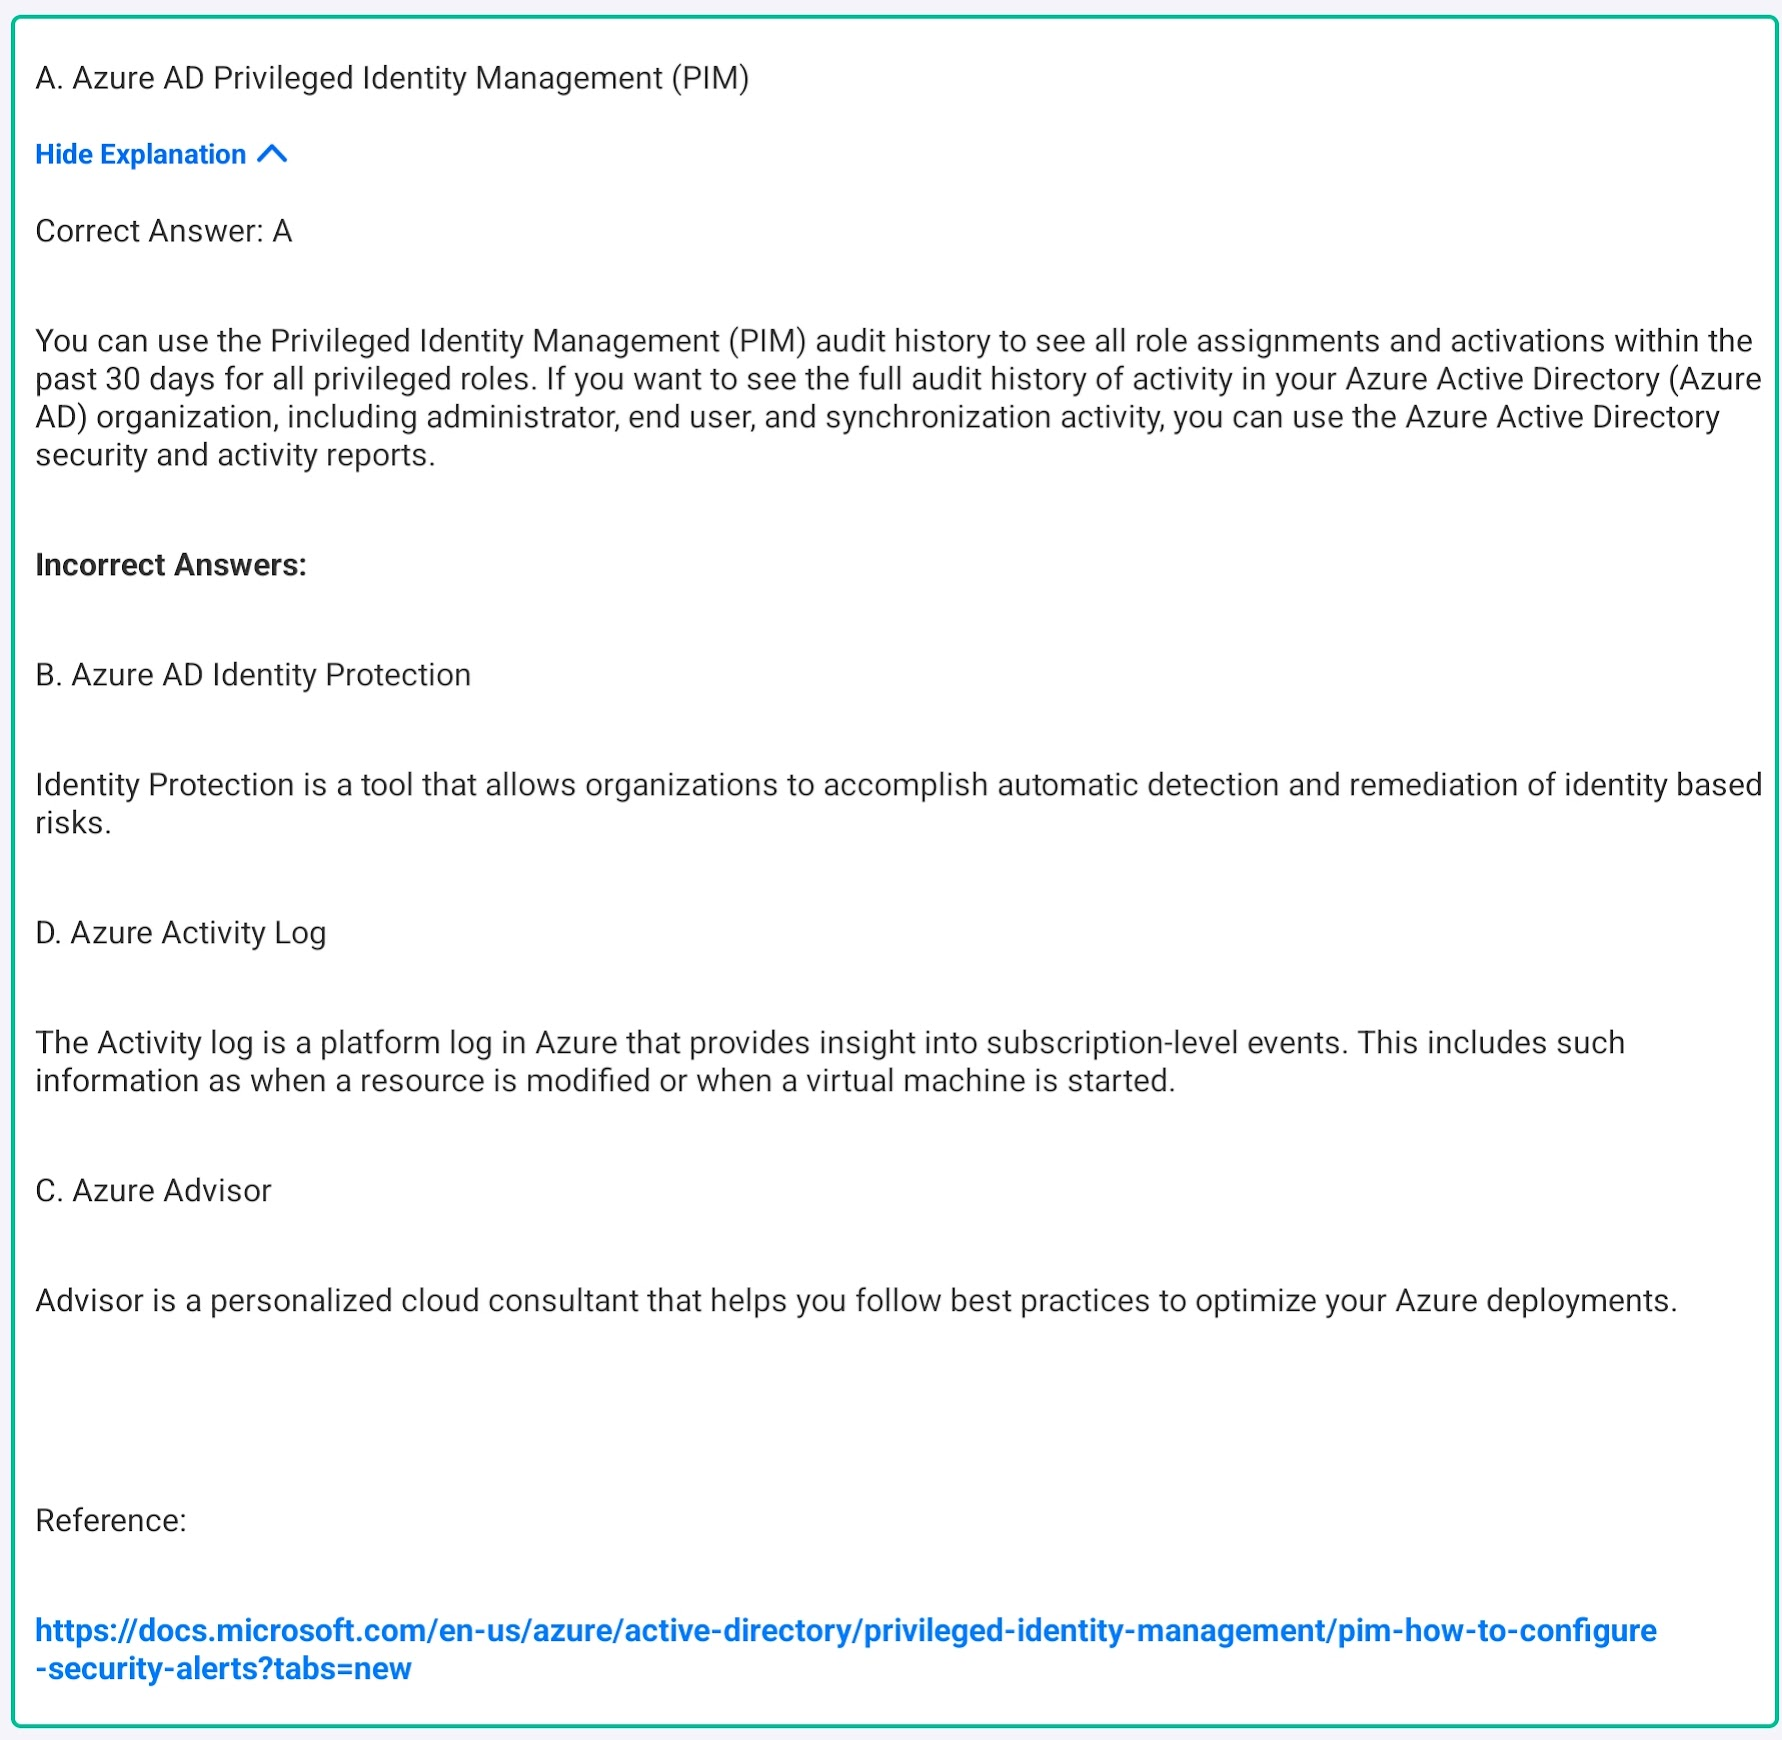 A. Azure AD Privileged Identity Management (PIM)
Hide Explanation
Correct Answer: A
You can use the Privileged Identity Management (PIM) audit history to see all role assignments and activations within the
past 30 days for all privileged roles. If you want to see the full audit history of activity in your Azure Active Directory (Azure
AD) organization, including administrator, end user, and synchronization activity, you can use the Azure Active Directory
security and activity reports.
Incorrect Answers:
B. Azure AD Identity Protection
Identity Protection is a tool that allows organizations to accomplish automatic detection and remediation of identity based
risks.
D. Azure Activity Log
The Activity log is a platform log in Azure that provides insight into subscription-level events. This includes such
information as when a resource is modified or when a virtual machine is started.
C. Azure Advisor
Advisor is a personalized cloud consultant that helps you follow best practices to optimize your Azure deployments.
Reference:
https://docs.microsoft.com/en-us/azure/active-directory/privileged-identity-management/pim-how-to-configure
-security-alerts?tabs=new